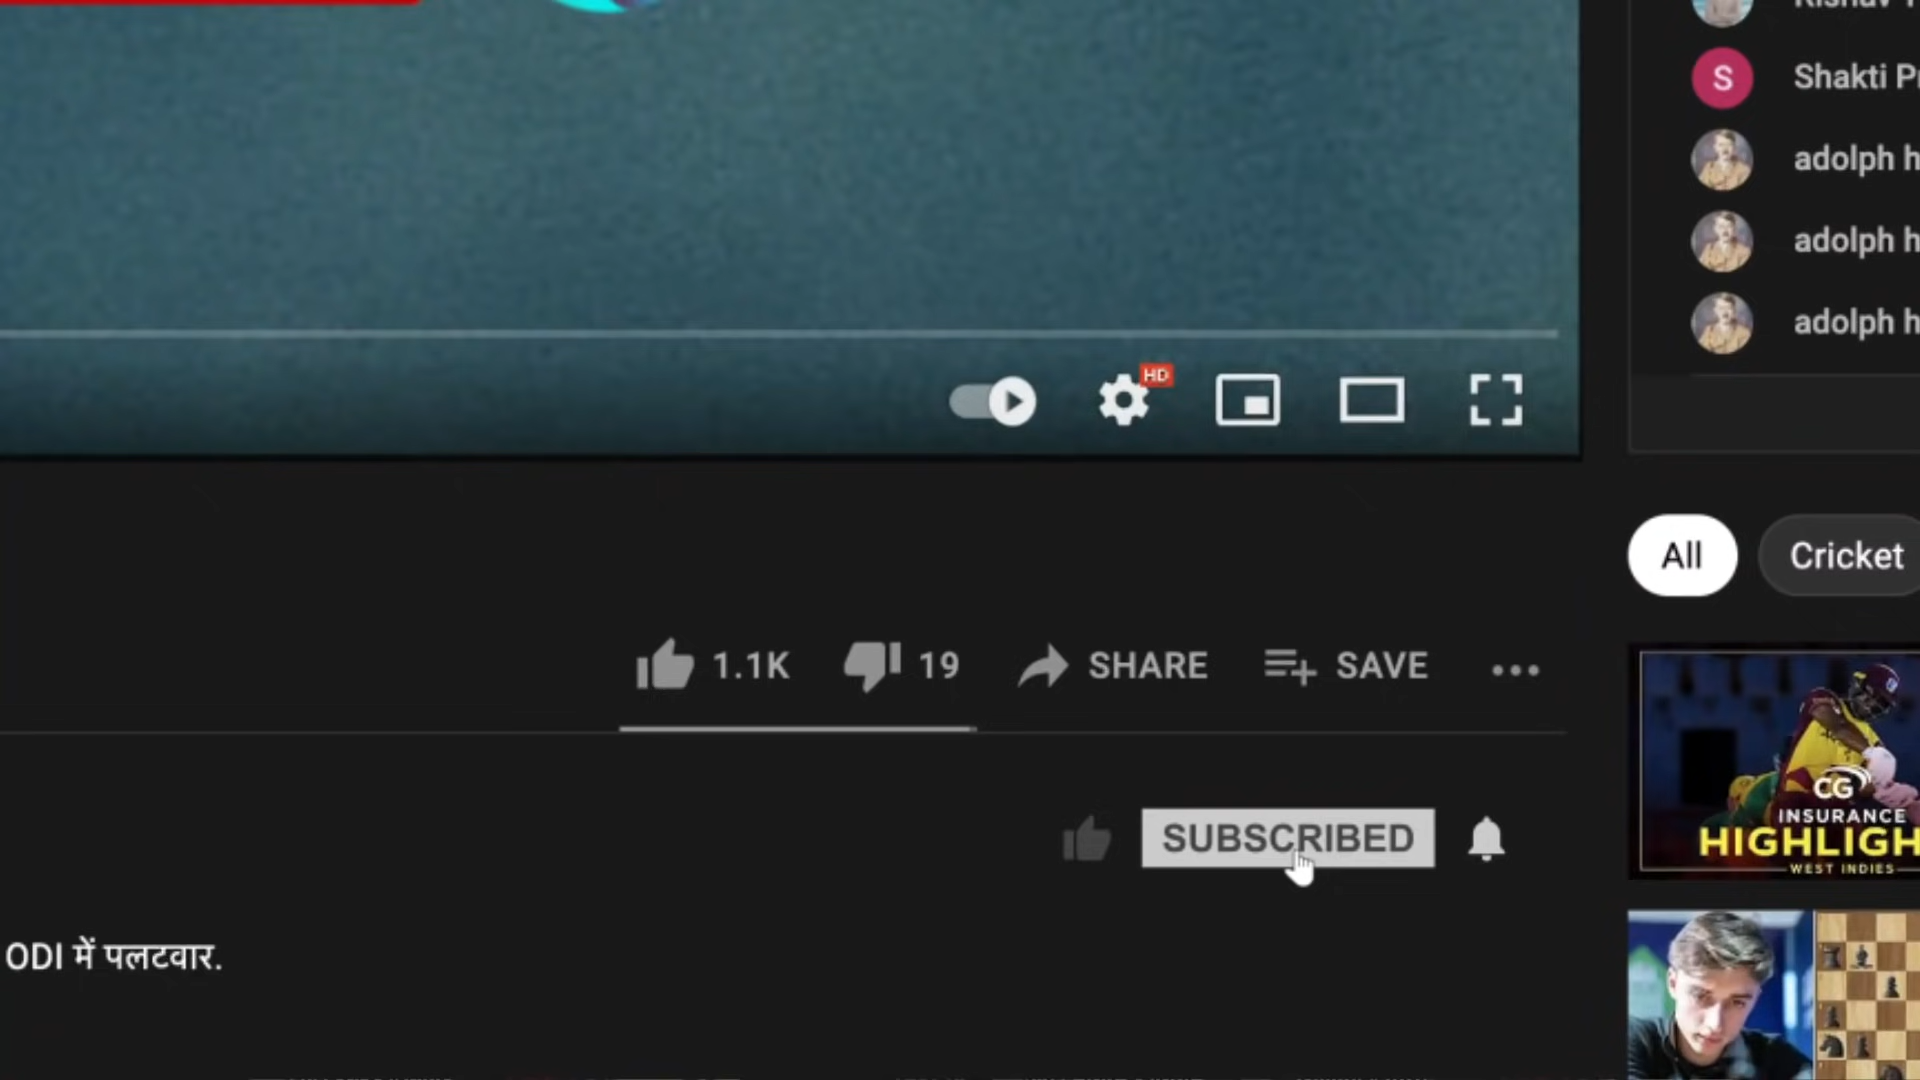 S
Shakti P
adolph h
adolph h
adolph h
HD
All
Cricket
1.1K
19
SHARE
SAVE
SUBSCRIBED
CG
INSURANCE
HIGHLIGH
WEST INDIES
ODI में पलटवार.